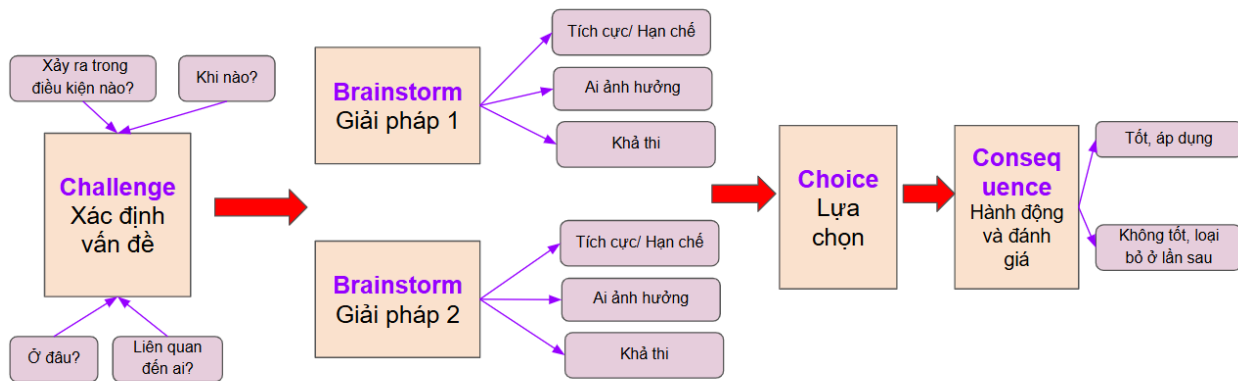 Xảy ra trong
điều kiện nào?
Khi nào?
Challenge
Xác định
vấn đề
Ở đâu?
Liên quan
đến ai?
Brainstorm
Giải pháp 1
Tích cực/ Hạn chế
Ai ảnh hưởng
Khả thi
Brainstorm
Giải pháp 2
Tích cực/ Hạn chế
Ai ảnh hưởng
Khả thi
Choice
Lựa
chọn
Conseq
uence
Hành động
và đánh
giá
Tốt, áp dụng
Không tốt, loại
bỏ ở lần sau